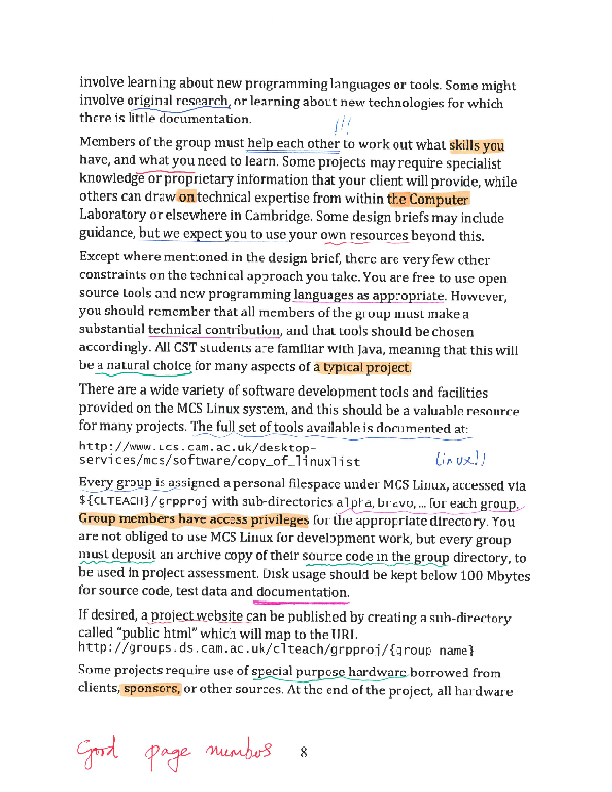 involve learning about new programming languages or tools. Some might
involve original research, or learning about new technologies for which
there is little documentation.
!!!
Members of the group must help each other to work out what skills you
have, and what you need to learn. Some projects may require specialist
knowledge or proprietary information that your client will provide, while
others can draw on technical expertise from within the Computer
Laboratory or elsewhere in Cambridge. Some design briefs may include
guidance, but we expect you to use your own resources beyond this.
Except where mentioned in the design brief, there are very few other
constraints on the technical approach you take. You are free to use open
source tools and new programming languages as appropriate. However,
you should remember that all members of the group must make a
substantial technical contribution, and that tools should be chosen
accordingly. All CST students are familiar with Java, meaning that this will
be a natural choice for many aspects of a typical project.
There are a wide variety of software development tools and facilities
provided on the MCS Linux system, and this should be a valuable resource
for many projects. The full set of tools available is documented at:
http://www.ucs.cam.ac.uk/desktop-
services/mcs/software/copy_of_linuxlist
linux!!
Every group is assigned a personal filespace under MCS Linux, accessed via
${CLTEACH}/grpproj with sub-directories alpha, bravo, ... for each group.
Group members have access privileges for the appropriate directory. You
are not obliged to use MCS Linux for development work, but every group
must deposit an archive copy of their source code in the group directory, to
be used in project assessment. Disk usage should be kept below 100 Mbytes
for source code, test data and documentation.
If desired, a project website can be published by creating a sub-directory
called "public html" which will map to the URL
http://groups.ds.cam.ac.uk/clteach/grpproj/{group name}
Some projects require use of special purpose hardware borrowed from
clients, sponsors, or other sources. At the end of the project, all hardware
Good page numbos 8